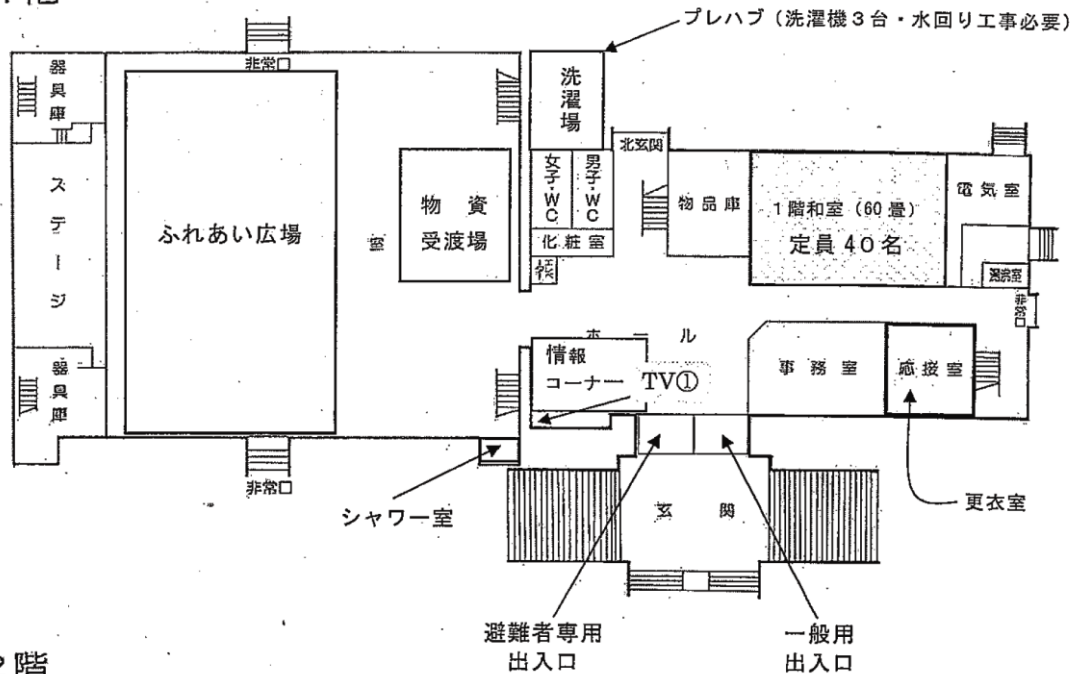 プレハブ（洗濯機３台・水回り工事必要）
器具庫
非常口
洗濯場
北玄関
女子・WC
男子・WC
化粧室
物品庫
1階和室（60畳）
定員40名
電気室
ステージ
ふれあい広場
物資
受渡場
室
湯沸室
非常口
ホール
情報
コーナー
TV①
事務室
応接室
器具庫
非常口
シャワー室
玄関
更衣室
避難者専用
出入口
一般用
出入口
階